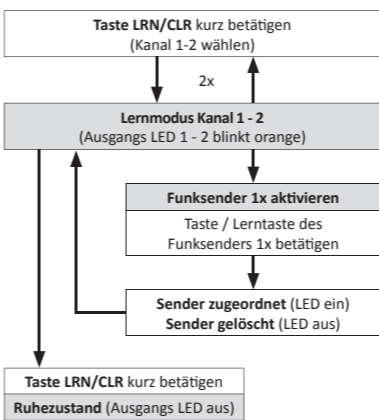 Taste LRN/CLR kurz betätigen
(Kanal 1-2 wählen)
2x
Lernmodus Kanal 1 - 2
(Ausgangs LED 1 - 2 blinkt orange)
Funksender 1x aktivieren
Taste / Lerntaste des
Funksenders 1x betätigen
Sender zugeordnet (LED ein)
Sender gelöscht (LED aus)
Taste LRN/CLR kurz betätigen
Ruhezustand (Ausgangs LED aus)